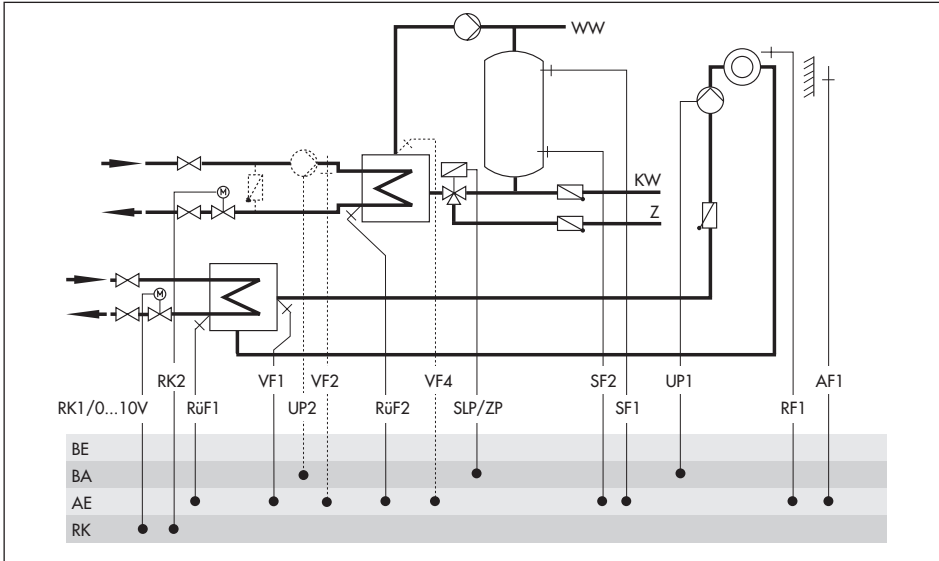 WW
KW
Z
M
M
RK2 VF1 VF2 VF4 SF2 UP1 AF1
RK1/0...10V RüF1 UP2 RüF2 SLP/ZP SF1 RF1
BE
BA
AE
RK